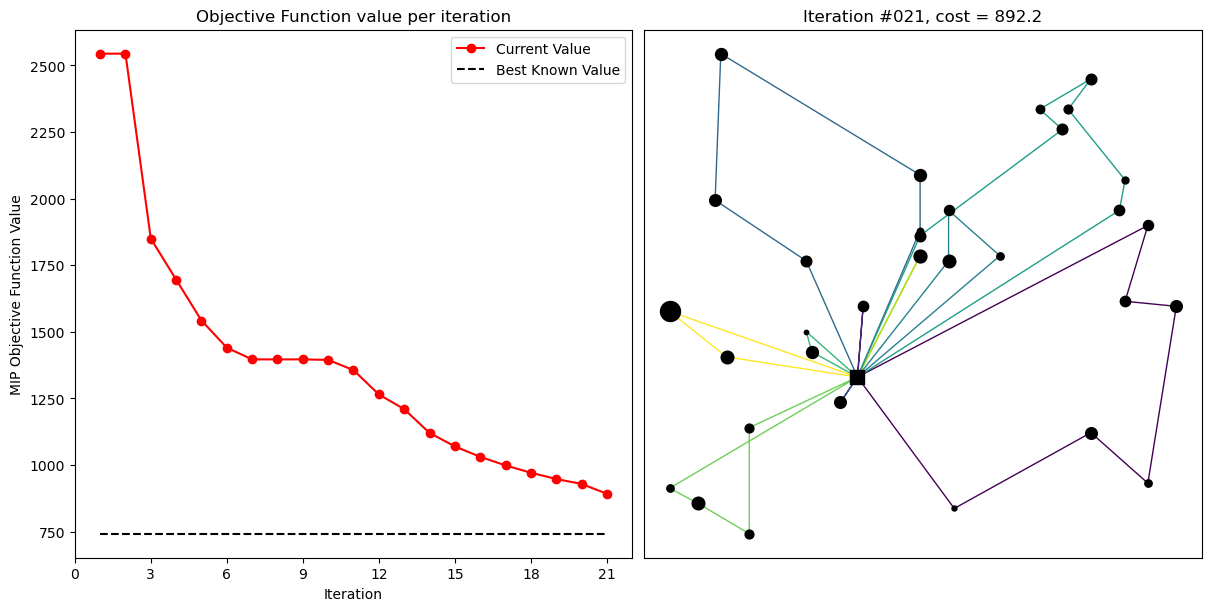 Objective Function value per iteration
Current Value
Best Known Value
MIP Objective Function Value
2500
2250
2000
1750
1500
1250
1000
750
0 3 6 9 12 15 18 21
Iteration
Iteration #021, cost = 892.2